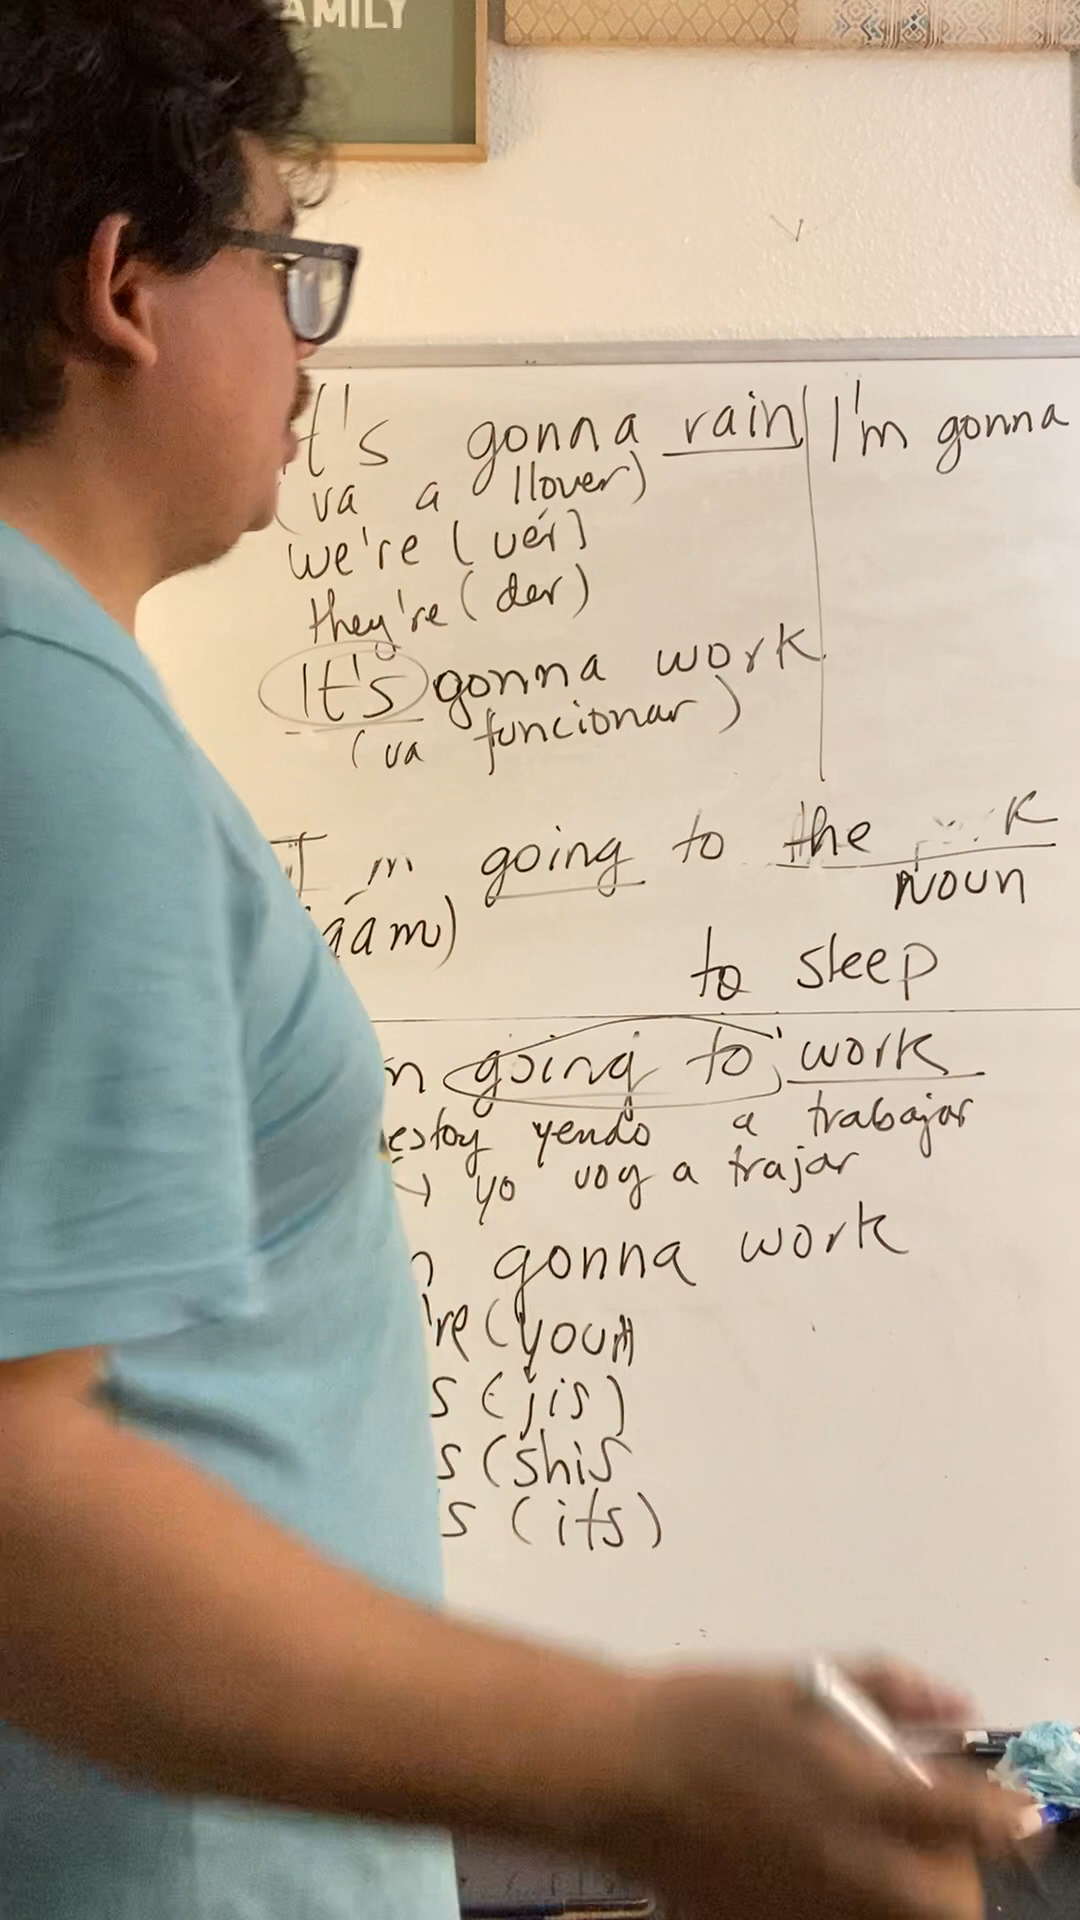 AMILY
It's gonna rain | I'm gonna
(va a llover)
we're (uér)
they're (der)
It's gonna work
(va funcionar)
I'm going to the
noun
aam)
to sleep
going to work
estoy yendo a trabajar
→ yo voy a trajar
gonna work
're (your
s (jis)
s (shis
s (its)